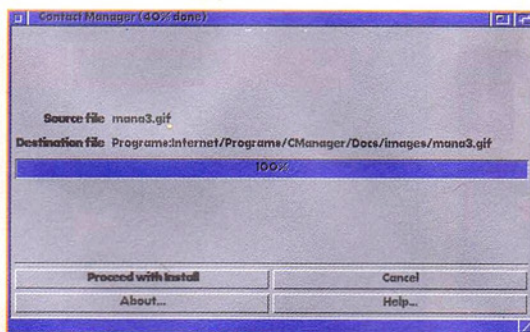 Contact Manager (40% done)
Source file mana3.gif
Destination file Programs:Internet/Programs/CManager/Docs/images/mana3.gif
100%
Proceed with Install Cancel
About... Help...